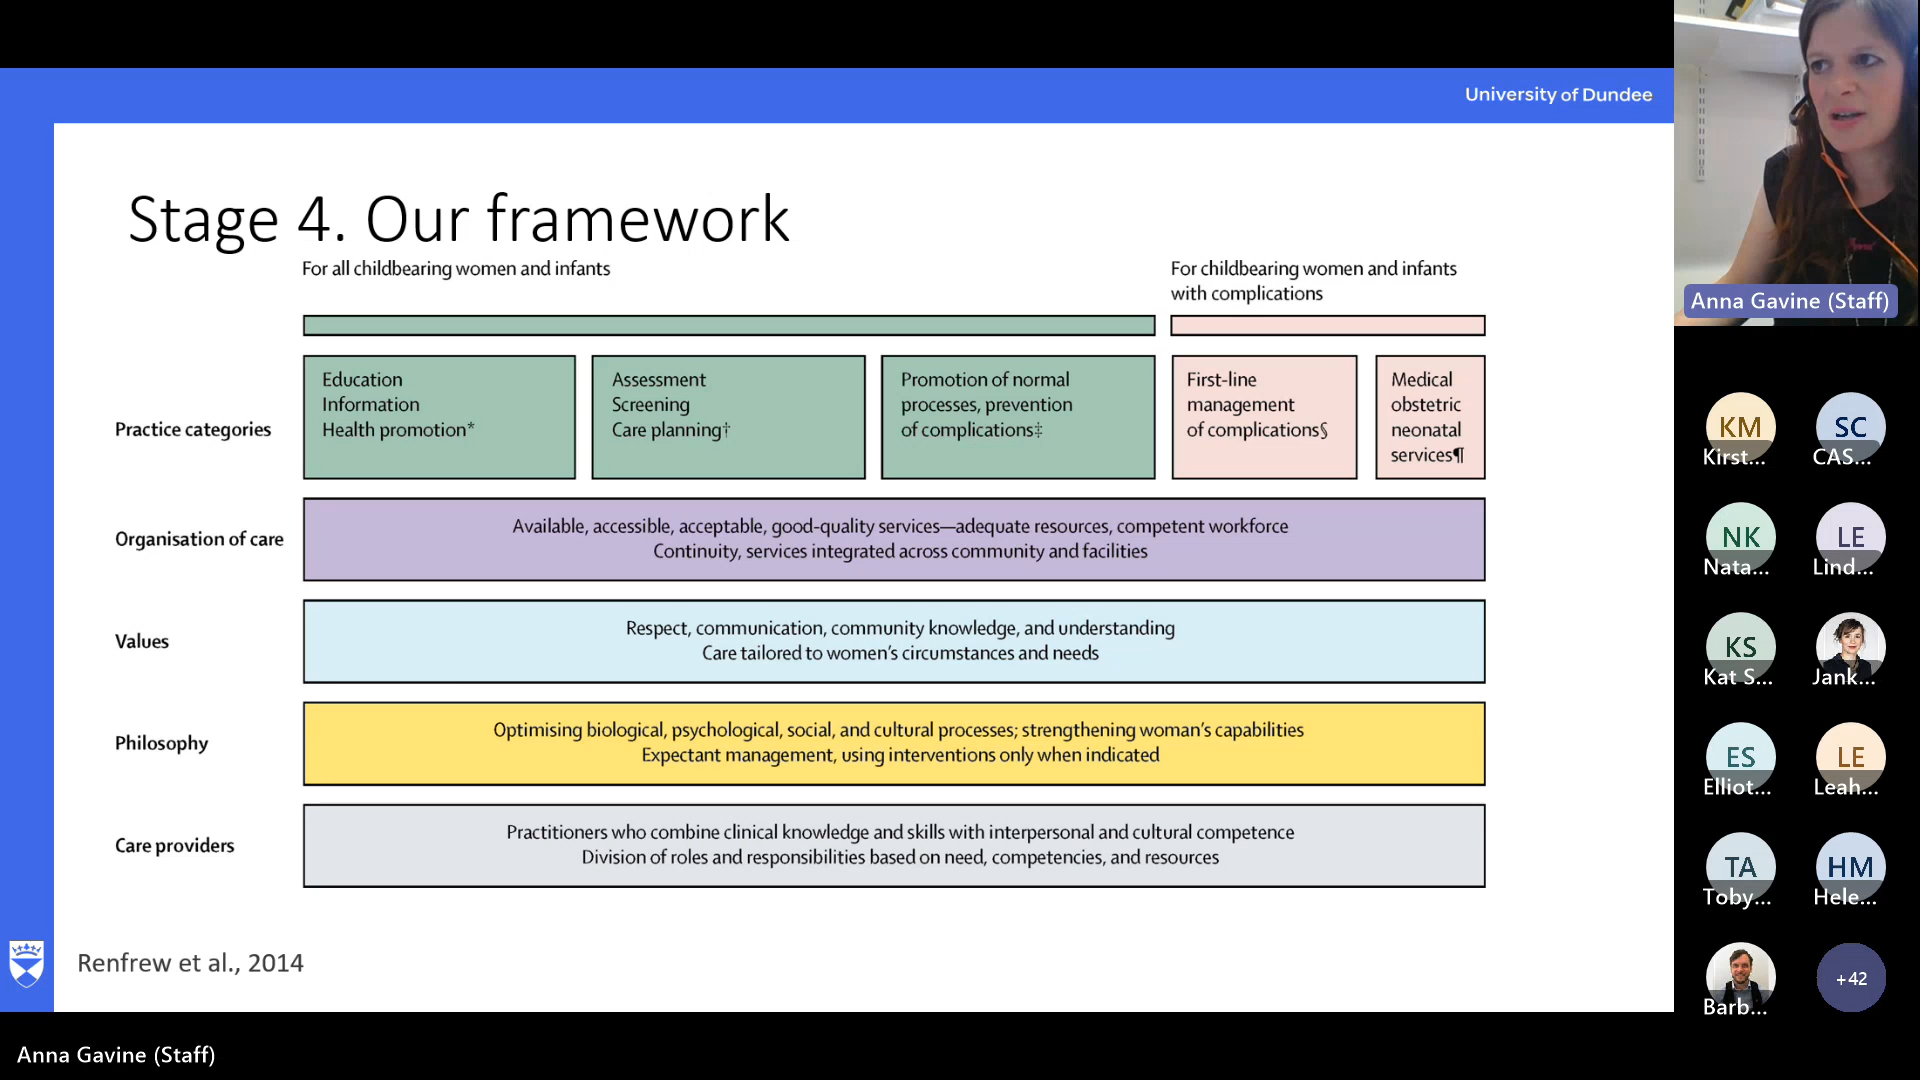 University of Dundee
Stage 4. Our framework
For all childbearing women and infants
For childbearing women and infants
with complications
Practice categories
Education
Information
Health promotion*
Assessment
Screening
Care planning†
Promotion of normal
processes, prevention
of complications‡
First-line
management
of complications§
Medical
obstetric
neonatal
services¶
Organisation of care
Available, accessible, acceptable, good-quality services—adequate resources, competent workforce
Continuity, services integrated across community and facilities
Values
Respect, communication, community knowledge, and understanding
Care tailored to women's circumstances and needs
Philosophy
Optimising biological, psychological, social, and cultural processes; strengthening woman's capabilities
Expectant management, using interventions only when indicated
Care providers
Practitioners who combine clinical knowledge and skills with interpersonal and cultural competence
Division of roles and responsibilities based on need, competencies, and resources
Renfrew et al., 2014
Anna Gavine (Staff)
Anna Gavine (Staff)
KM
Kirst...
SC
CAS...
NK
Nata...
LE
Lind...
KS
Kat S...
Jank...
ES
Elliot...
LE
Leah...
TA
Toby...
HM
Hele...
Barb...
+42